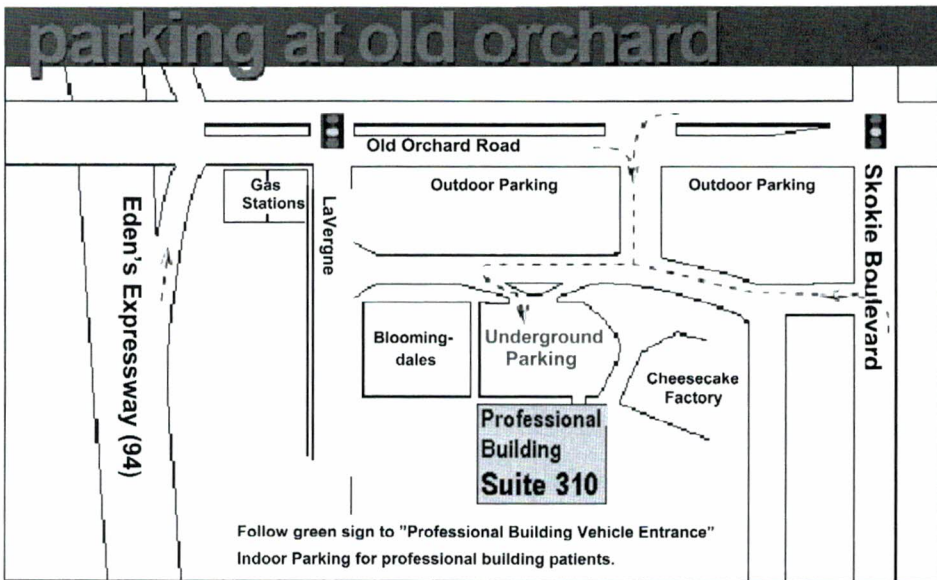 parking at old orchard
Old Orchard Road
Gas
Stations
LaVergne
Outdoor Parking
Outdoor Parking
Skokie Boulevard
Eden's Expressway (94)
Blooming-
dales
Underground
Parking
Cheesecake
Factory
Professional
Building
Suite 310
Follow green sign to "Professional Building Vehicle Entrance"
Indoor Parking for professional building patients.